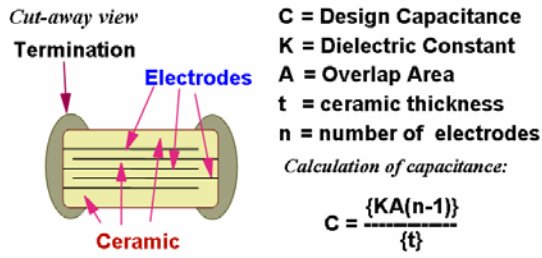 Cut-away view
Termination
Electrodes
Ceramic
C = Design Capacitance
K = Dielectric Constant
A = Overlap Area
t = ceramic thickness
n = number of electrodes
Calculation of capacitance:
{KA(n-1)}
C = -------------
{t}